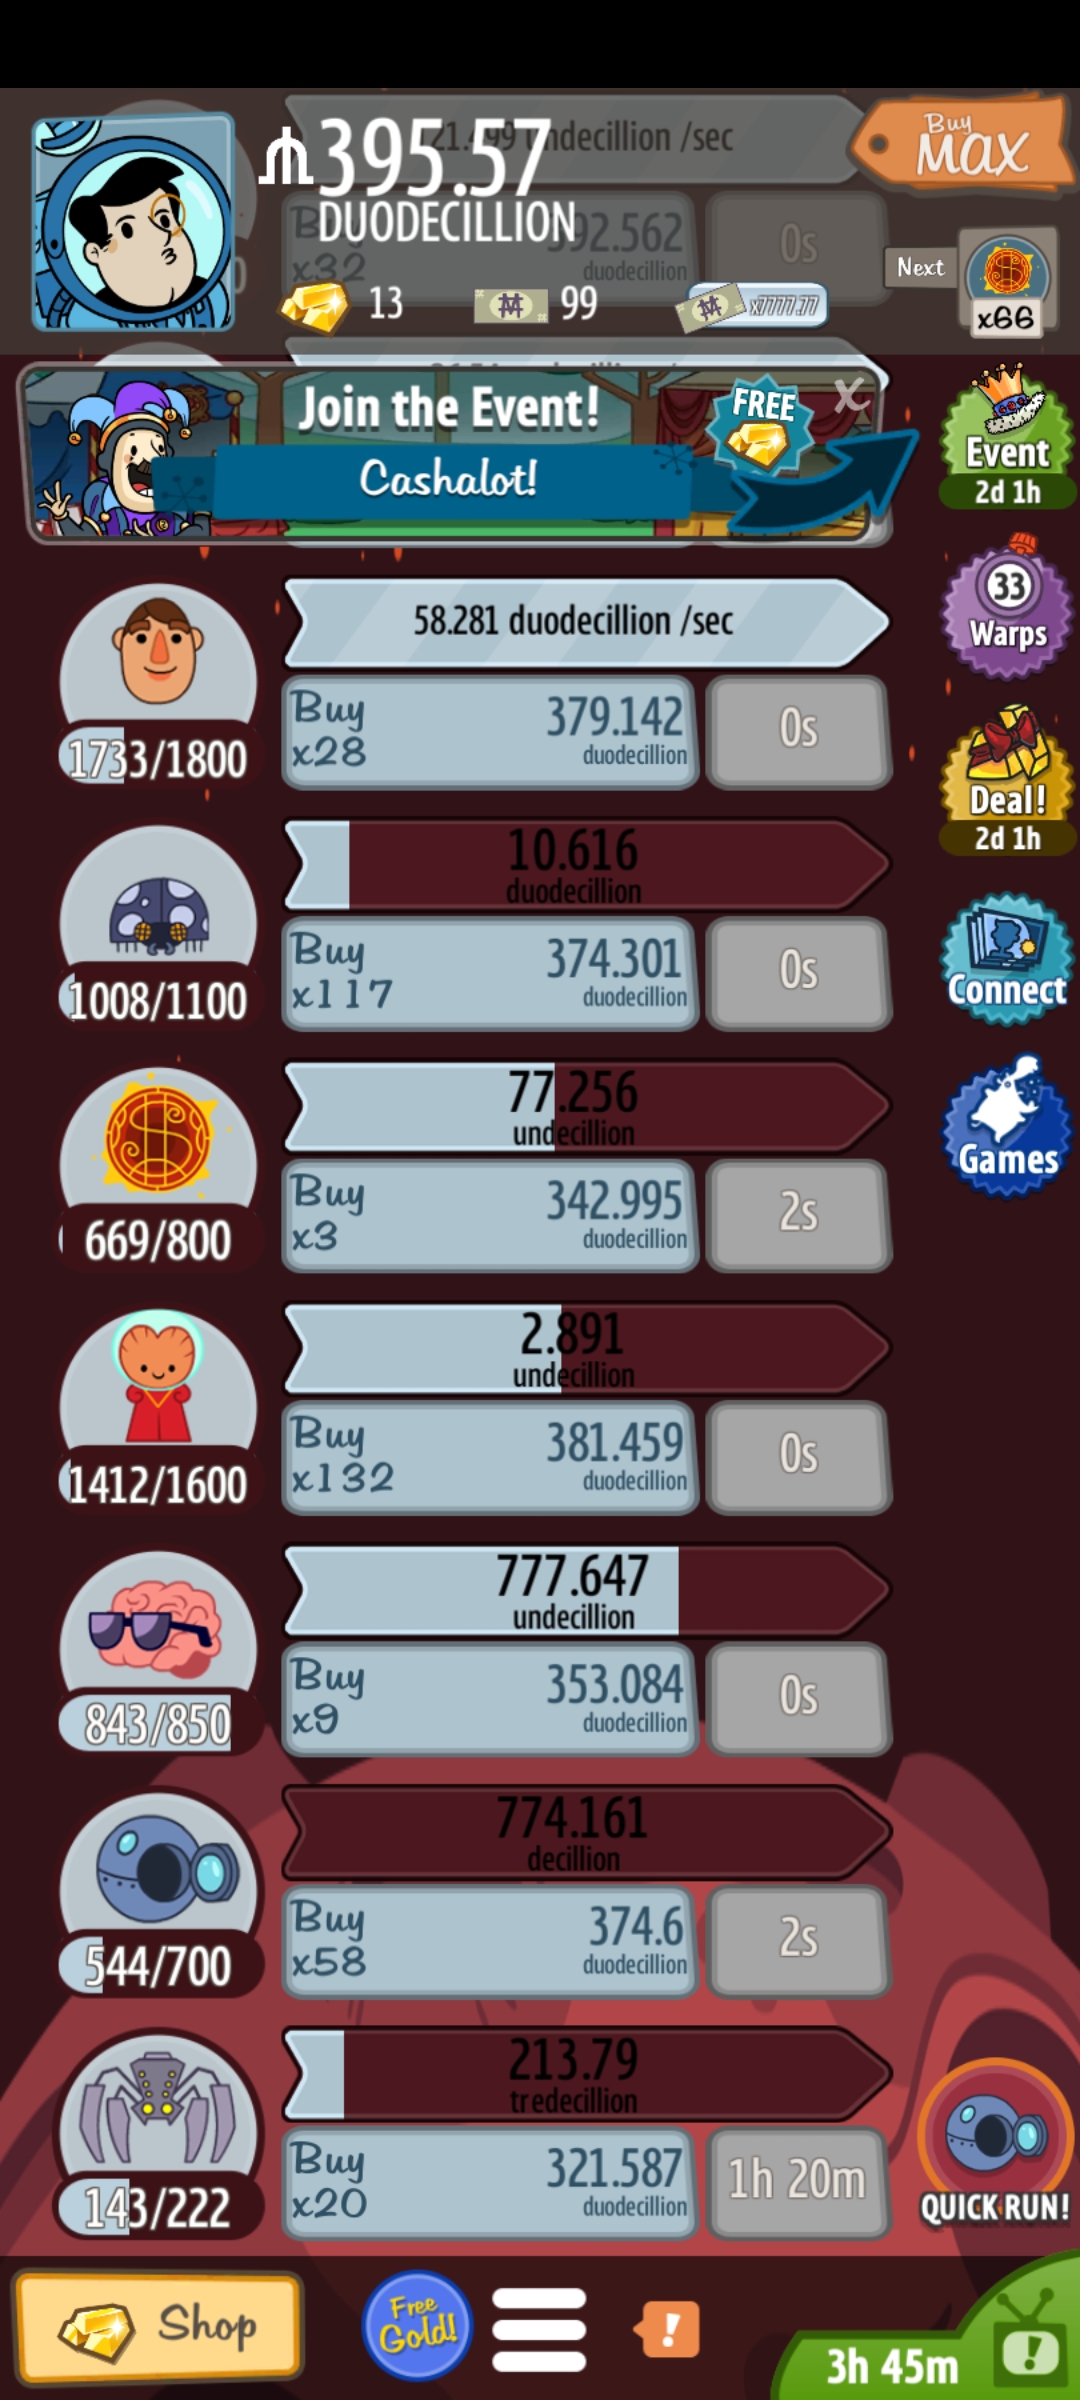 395.57
DUODECILLION
undecillion /sec
Buy
MAX
Buy
x32
92.562
duodecillion
0s
Next
x66
13
99
x7777.77
Join the Event!
FREE
X
Cashalot!
Event
2d 1h
58.281 duodecillion /sec
33
Warps
1733/1800
Buy
x28
379.142
duodecillion
0s
Deal!
2d 1h
10.616
duodecillion
1008/1100
Buy
x117
374.301
duodecillion
0s
Connect
77.256
undecillion
669/800
Buy
x3
342.995
duodecillion
2s
Games
2.891
undecillion
1412/1600
Buy
x132
381.459
duodecillion
0s
777.647
undecillion
843/850
Buy
x9
353.084
duodecillion
0s
774.161
decillion
544/700
Buy
x58
374.6
duodecillion
2s
213.79
tredecillion
143/222
Buy
x20
321.587
duodecillion
1h 20m
QUICK RUN!
Shop
Free
Gold!
!
3h 45m
!